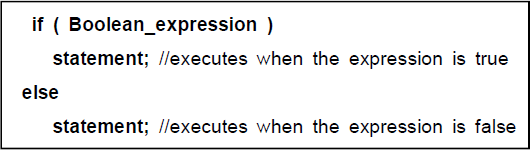 if ( Boolean_expression )
statement; //executes when the expression is true
else
statement; //executes when the expression is false